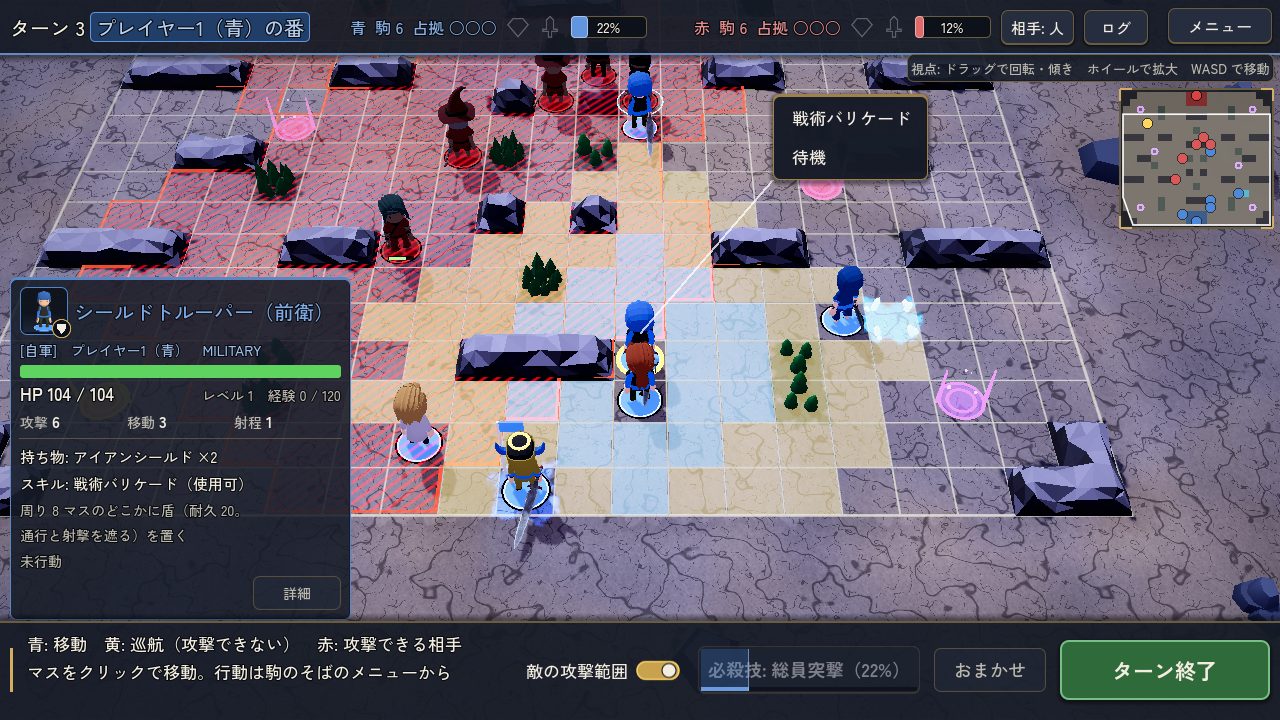 ターン 3 プレイヤー1（青）の番 青 駒 6 占拠 〇〇〇 22% 赤 駒 6 占拠 〇〇〇 12% 相手: 人 ログ メニュー
視点: ドラッグで回転・傾き ホイールで拡大 WASD で移動
戦術バリケード
待機
シールドトルーパー（前衛）
[自軍] プレイヤー1（青） MILITARY
HP 104 / 104 レベル 1 経験 0 / 120
攻撃 6 移動 3 射程 1
持ち物: アイアンシールド ×2
スキル: 戦術バリケード（使用可）
周り 8 マスのどこかに盾（耐久 20。
通行と射撃を遮る）を置く
未行動
詳細
青: 移動 黄: 巡航（攻撃できない） 赤: 攻撃できる相手
マスをクリックで移動。行動は駒のそばのメニューから
敵の攻撃範囲 必殺技: 総員突撃（22%） おまかせ ターン終了